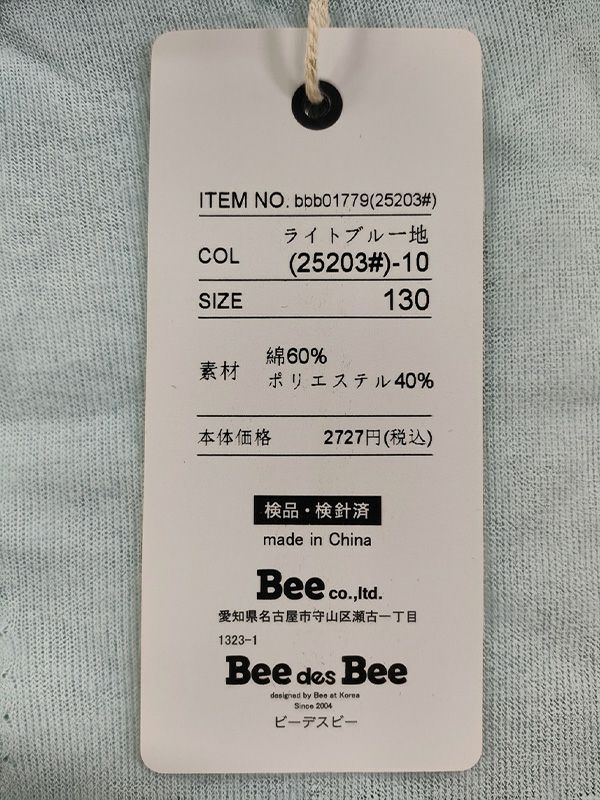 ITEM NO. bbb01779(25203#)
ライトブルー地
COL (25203#)-10
SIZE 130
綿60%
素材 ポリエステル40%
本体価格 2727円(税込)
検品・検針済
made in China
Bee co.,ltd.
愛知県名古屋市守山区瀬古一丁目
1323-1
Bee des Bee
designed by Bee at Korea
Since 2004
ビーデスビー